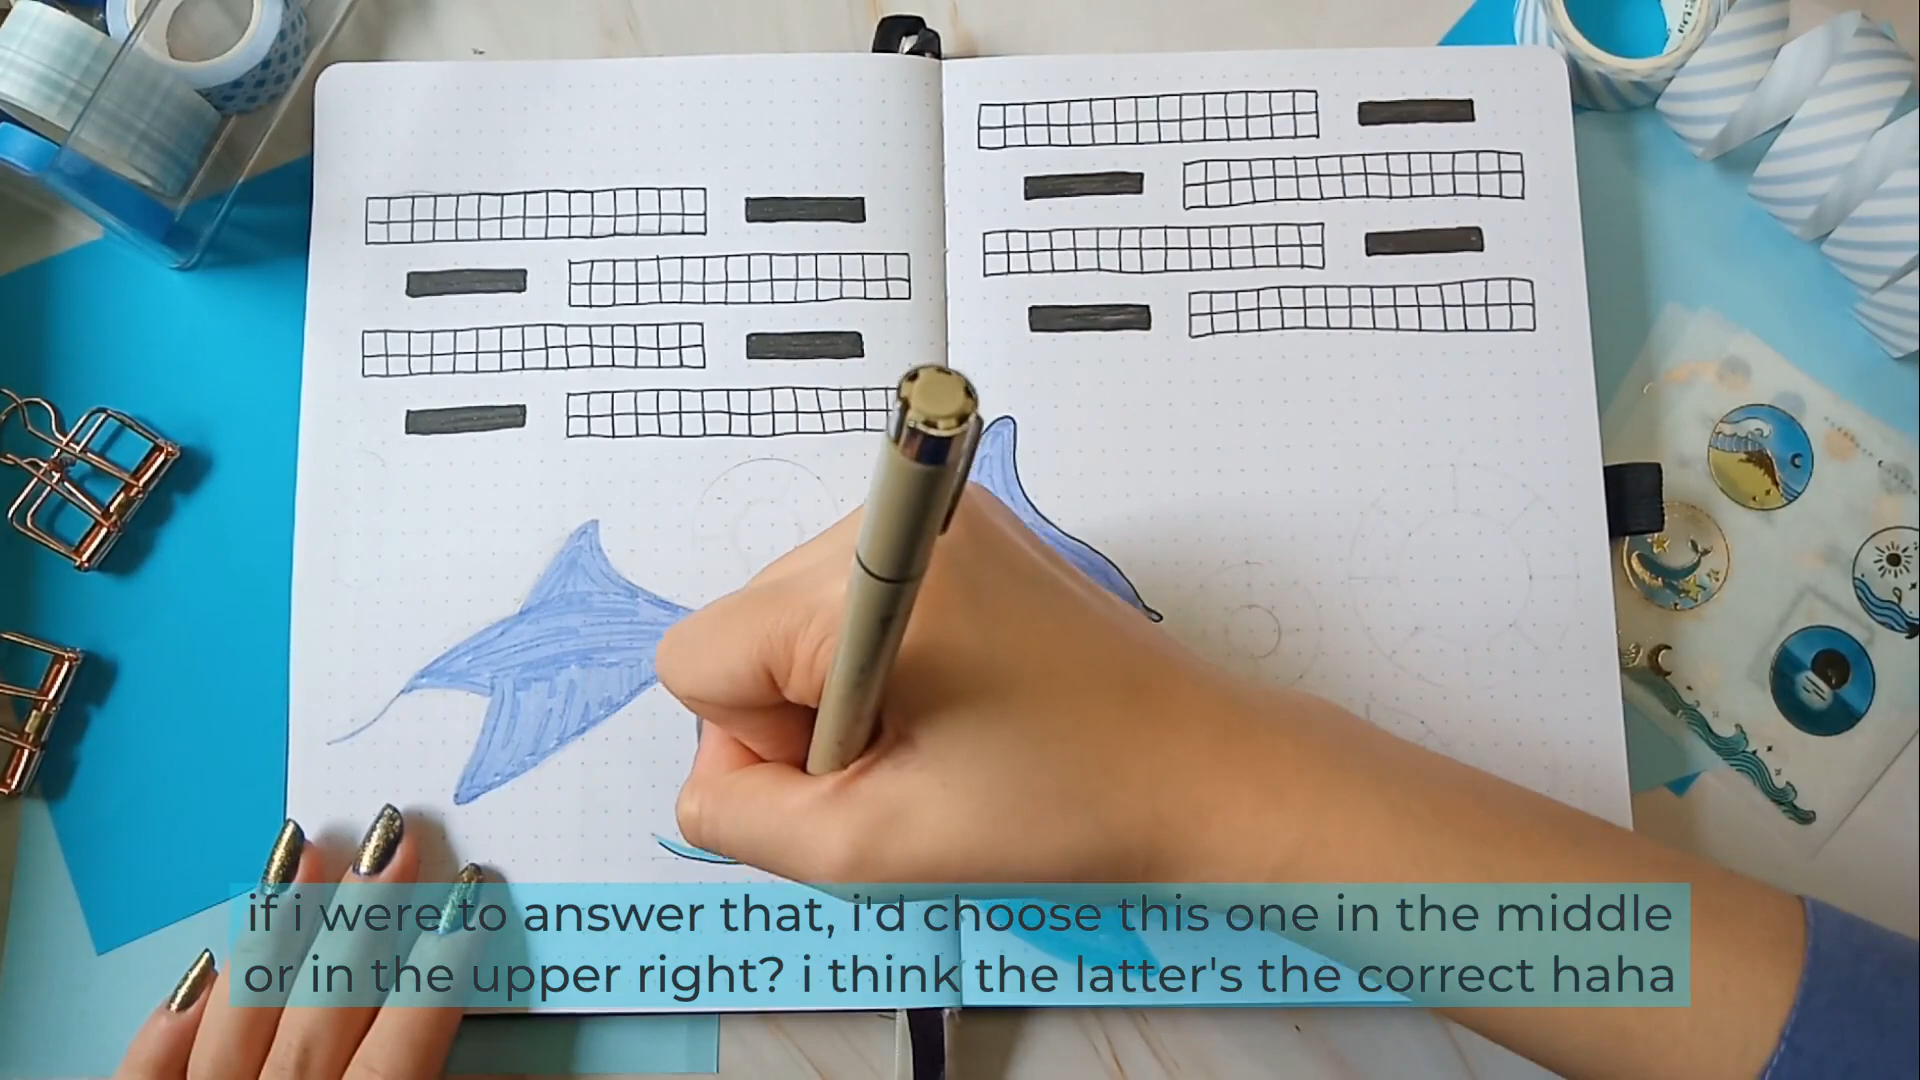 if i were to answer that, i'd choose this one in the middle
or in the upper right? i think the latter's the correct haha